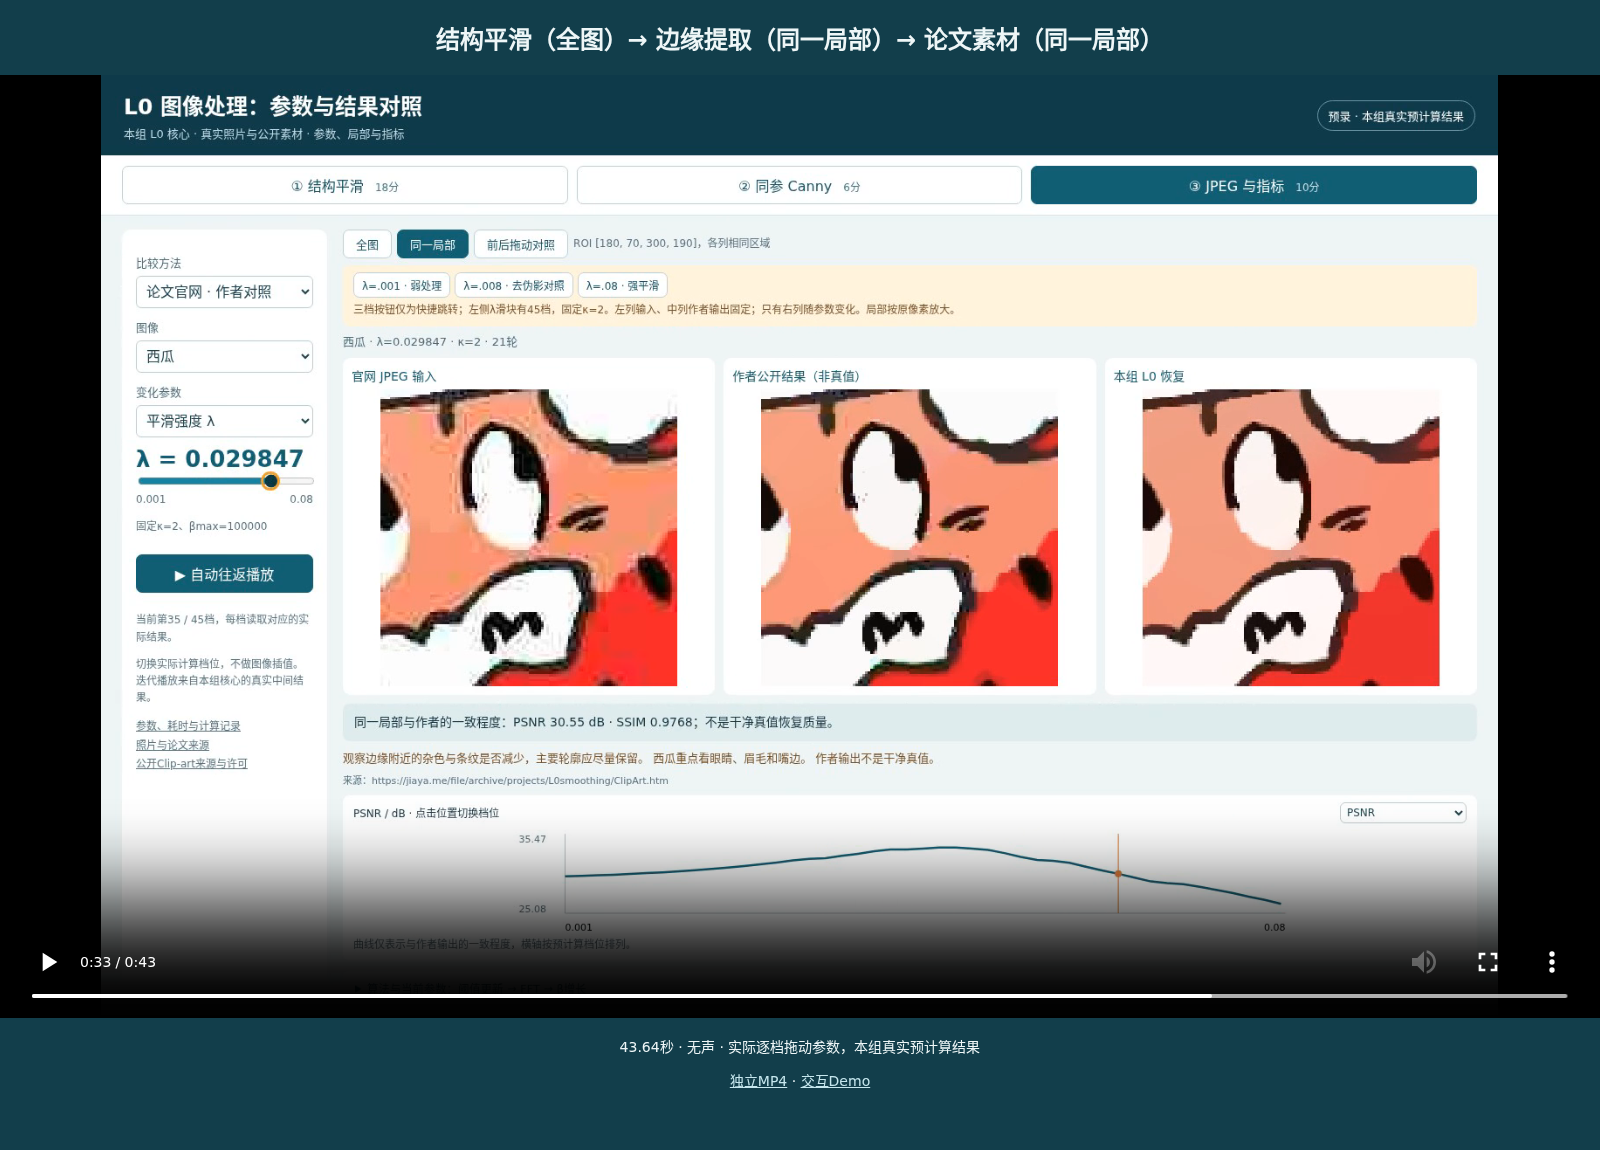 结构平滑（全图）→ 边缘提取（同一局部）→ 论文素材（同一局部）
L0 图像处理：参数与结果对照
本组 L0 核心 · 真实照片与公开素材 · 参数、局部与指标
预录 · 本组真实预计算结果
① 结构平滑 18分
② 同参 Canny 6分
③ JPEG 与指标 10分
比较方法
论文官网 · 作者对照
图像
西瓜
变化参数
平滑强度 λ
λ = 0.029847
0.001 0.08
固定κ=2、βmax=100000
▶ 自动往返播放
当前第35 / 45档，每档读取对应的实
际结果。
切换实际计算档位，不做图像插值。
迭代播放来自本组核心的真实中间结
果。
参数、耗时与计算记录
照片与论文来源
公开Clip-art来源与许可
全图 同一局部 前后拖动对照 ROI [180, 70, 300, 190]，各列相同区域
λ=.001 · 弱处理 λ=.008 · 去伪影对照 λ=.08 · 强平滑
三档按钮仅为快捷跳转；左侧λ滑块有45档，固定κ=2。左列输入、中列作者输出固定；只有右列随参数变化。局部按原像素放大。
西瓜 · λ=0.029847 · κ=2 · 21轮
官网 JPEG 输入
作者公开结果（非真值）
本组 L0 恢复
同一局部与作者的一致程度：PSNR 30.55 dB · SSIM 0.9768；不是干净真值恢复质量。
观察边缘附近的杂色与条纹是否减少，主要轮廓应尽量保留。 西瓜重点看眼睛、眉毛和嘴边。 作者输出不是干净真值。
来源：https://jiaya.me/file/archive/projects/L0smoothing/ClipArt.htm
PSNR / dB · 点击位置切换档位
PSNR
35.47
25.08
0.001 0.08
曲线仅表示与作者输出的一致程度，横轴按预计算档位排列。
0:33 / 0:43
43.64秒 · 无声 · 实际逐档拖动参数，本组真实预计算结果
独立MP4 · 交互Demo